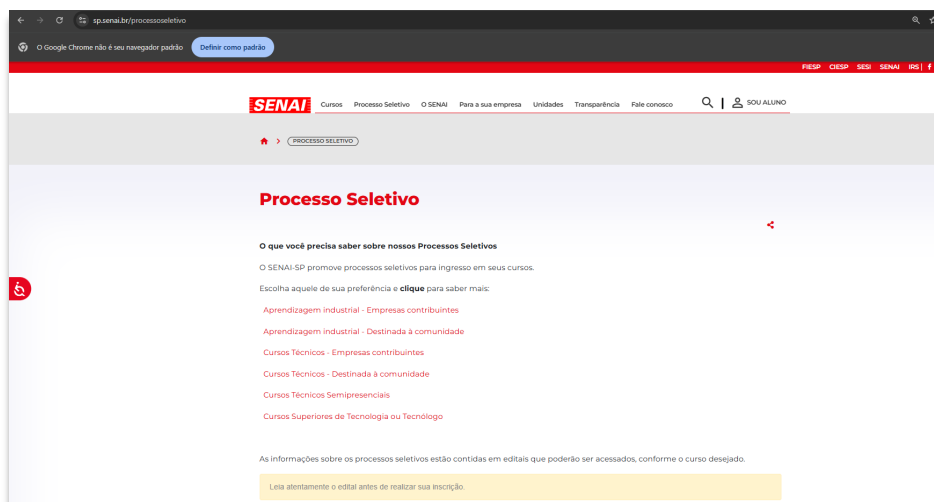 sp.senai.br/processoseletivo
O Google Chrome não é seu navegador padrão Definir como padrão
FIESP CIESP SESI SENAI IRS
SENAI Cursos Processo Seletivo O SENAI Para a sua empresa Unidades Transparência Fale conosco SOU ALUNO
PROCESSO SELETIVO
Processo Seletivo
O que você precisa saber sobre nossos Processos Seletivos
O SENAI-SP promove processos seletivos para ingresso em seus cursos.
Escolha aquele de sua preferência e clique para saber mais:
Aprendizagem industrial - Empresas contribuintes
Aprendizagem industrial - Destinada à comunidade
Cursos Técnicos - Empresas contribuintes
Cursos Técnicos - Destinada à comunidade
Cursos Técnicos Semipresenciais
Cursos Superiores de Tecnologia ou Tecnólogo
As informações sobre os processos seletivos estão contidas em editais que poderão ser acessados, conforme o curso desejado.
Leia atentamente o edital antes de realizar sua inscrição.